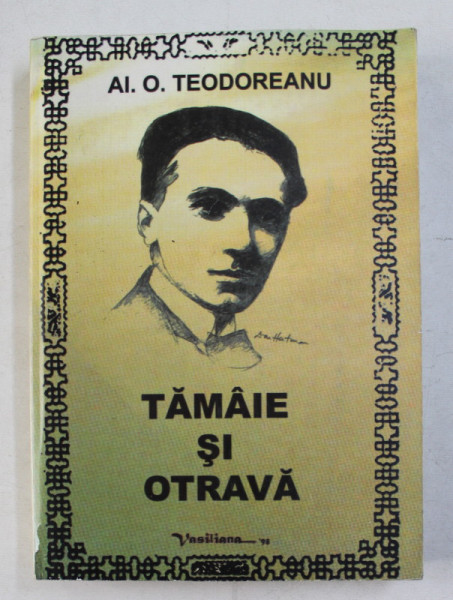 Al. O. TEODOREANU
TĂMÂIE
ŞI
OTRAVĂ
Vasiliana '98